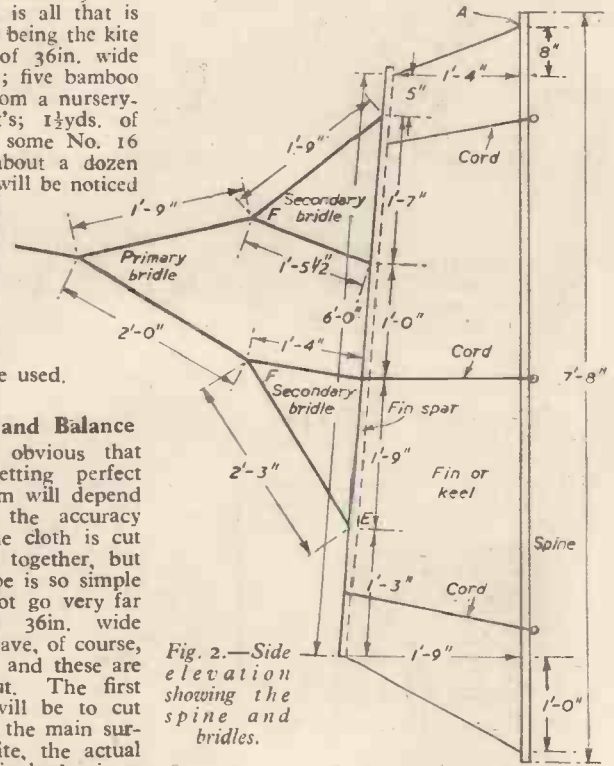 is all that is
being the kite
of 36in. wide
; five bamboo
om a nursery-
t's; 1½yds. of
some No. 16
about a dozen
will be noticed
e used.
and Balance
obvious that
etting perfect
m will depend
the accuracy
e cloth is cut
together, but
pe is so simple
ot go very far
36in. wide
ave, of course,
and these are
ut. The first
will be to cut
the main sur-
ite, the actual
A
8"
1'-4"
5"
Cord
1'-9"
Secondary
bridle
F
1'-7"
1'-9"
Primary
bridle
1'-5½"
6'-0"
1'-0"
2'-0"
1'-4"
Cord
7'-8"
F
Secondary
bridle
Fin spar
1'-9"
Fin or
keel
2'-3"
E
Spine
1'-3"
Cord
1'-9"
1'-0"
Fig. 2.—Side
elevation
showing the
spine and
bridles.